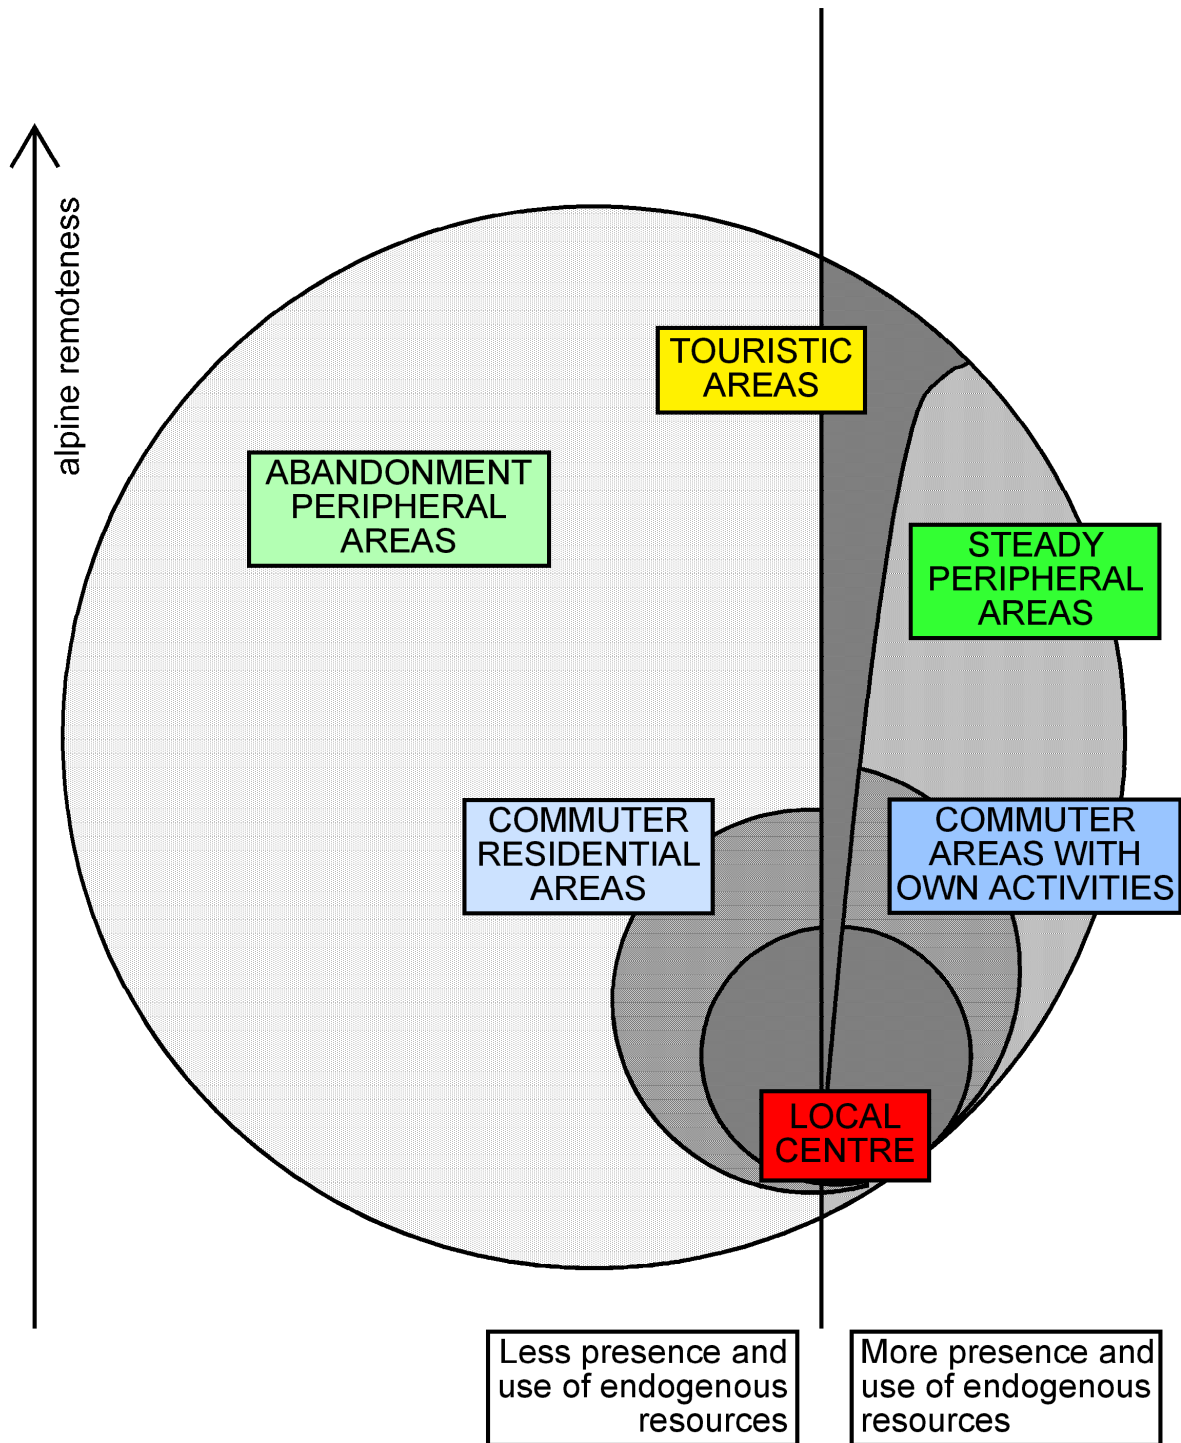 alpine remoteness
TOURISTIC
AREAS
ABANDONMENT
PERIPHERAL
AREAS
STEADY
PERIPHERAL
AREAS
COMMUTER
RESIDENTIAL
AREAS
COMMUTER
AREAS WITH
OWN ACTIVITIES
LOCAL
CENTRE
Less presence and
use of endogenous
resources
More presence and
use of endogenous
resources